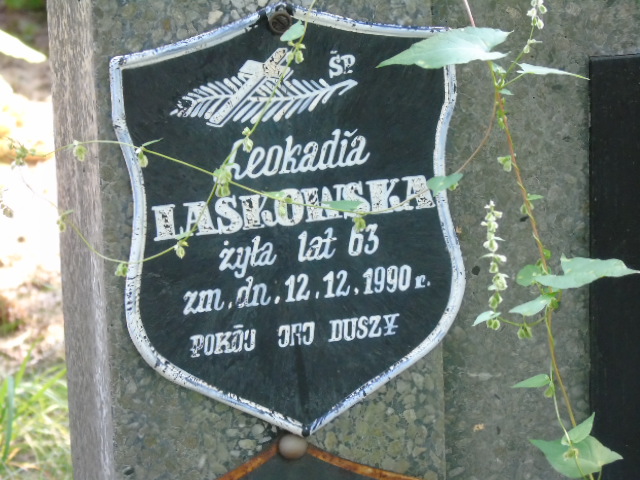 ŚP
Leokadia
LASKOWSKA
żyła lat 63
zm. dn. 12.12.1990 r.
POKÓJ JEJ DUSZY